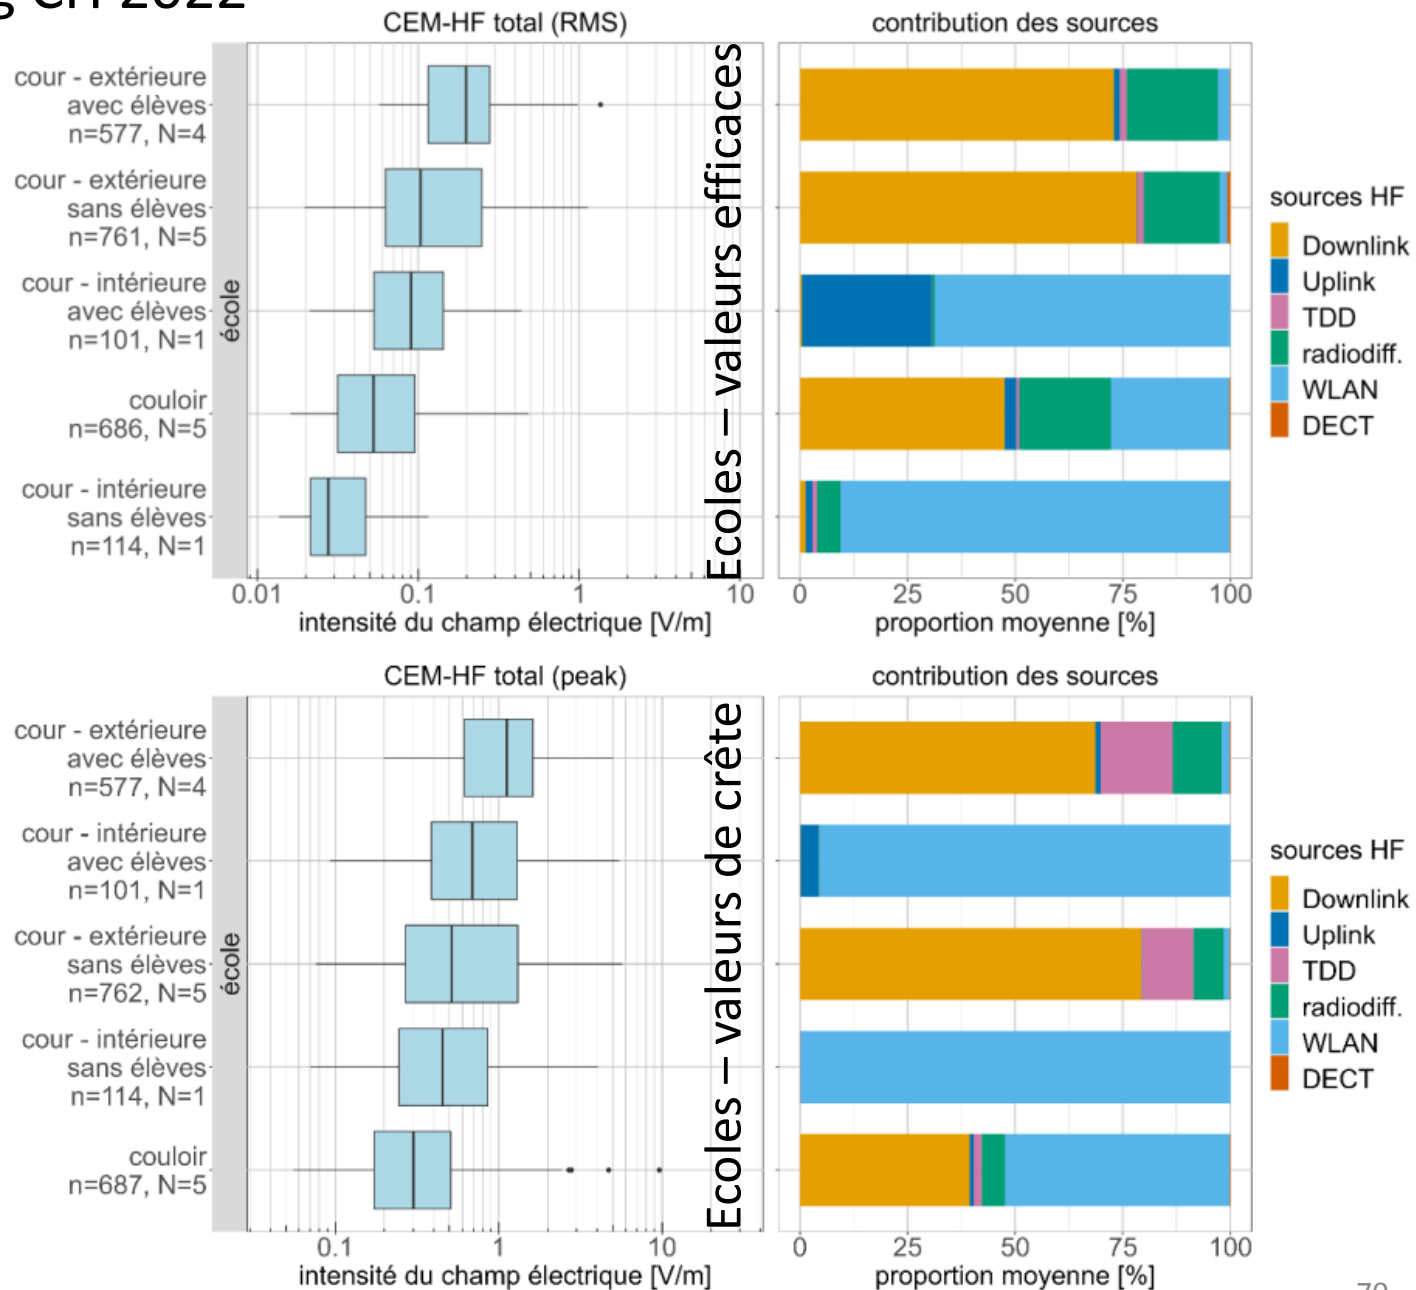 g CH 2022
CEM-HF total (RMS)
contribution des sources
cour - extérieure
avec élèves
n=577, N=4
cour - extérieure
sans élèves
n=761, N=5
cour - intérieure
avec élèves
n=101, N=1
couloir
n=686, N=5
cour - intérieure
sans élèves
n=114, N=1
école
Ecoles – valeurs efficaces
0.01 0.1 1 10
intensité du champ électrique [V/m]
0 25 50 75 100
proportion moyenne [%]
sources HF
Downlink
Uplink
TDD
radiodiff.
WLAN
DECT
CEM-HF total (peak)
contribution des sources
cour - extérieure
avec élèves
n=577, N=4
cour - intérieure
avec élèves
n=101, N=1
cour - extérieure
sans élèves
n=762, N=5
cour - intérieure
sans élèves
n=114, N=1
couloir
n=687, N=5
école
Ecoles – valeurs de crête
0.1 1 10
intensité du champ électrique [V/m]
0 25 50 75 100
proportion moyenne [%]
sources HF
Downlink
Uplink
TDD
radiodiff.
WLAN
DECT